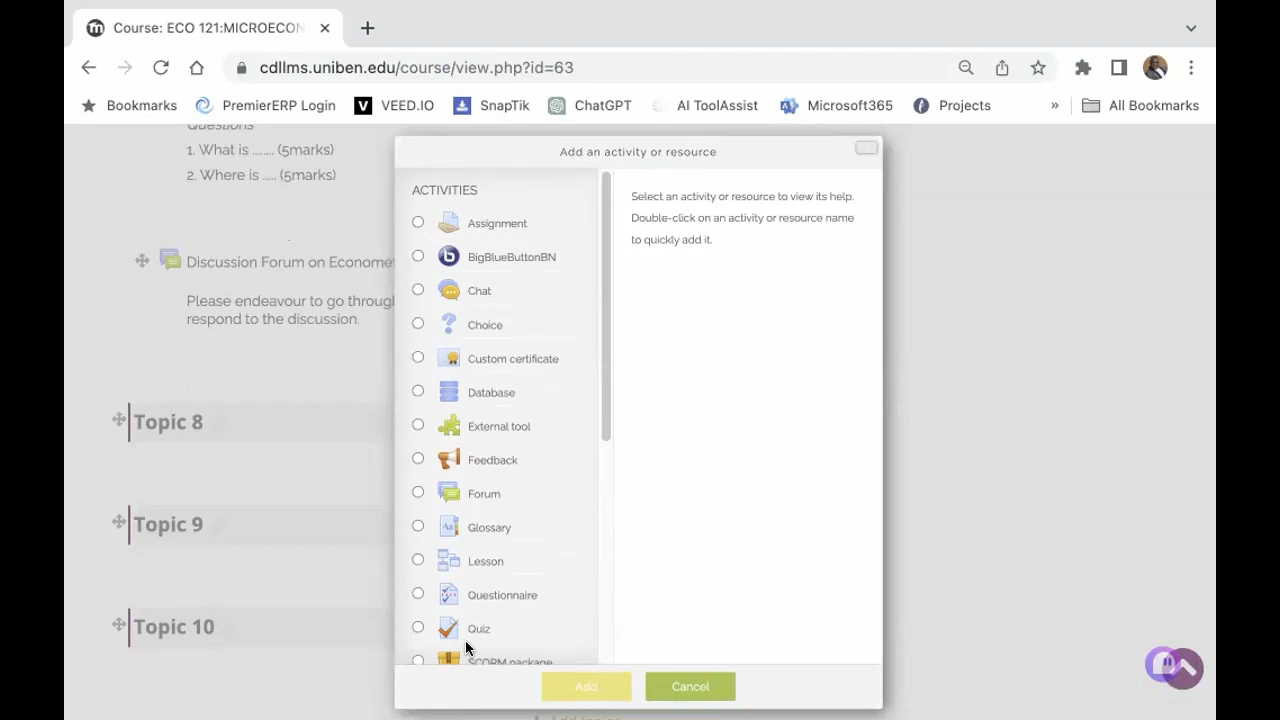 Course: ECO 121:MICROECON
cdllms.uniben.edu/course/view.php?id=63
Bookmarks
PremierERP Login
V
VEED.IO
SnapTik
ChatGPT
AI ToolAssist
Microsoft365
Projects
»
All Bookmarks
Questions
1. What is ........ (5marks)
2. Where is ..... (5marks)
Discussion Forum on Economet
Please endeavour to go through
respond to the discussion.
Topic 8
Topic 9
Topic 10
Add an activity or resource
ACTIVITIES
Assignment
BigBlueButtonBN
Chat
Choice
Custom certificate
Database
External tool
Feedback
Forum
Glossary
Lesson
Questionnaire
Quiz
SCORM package
Select an activity or resource to view its help.
Double-click on an activity or resource name
to quickly add it.
Add
Cancel
Add topics